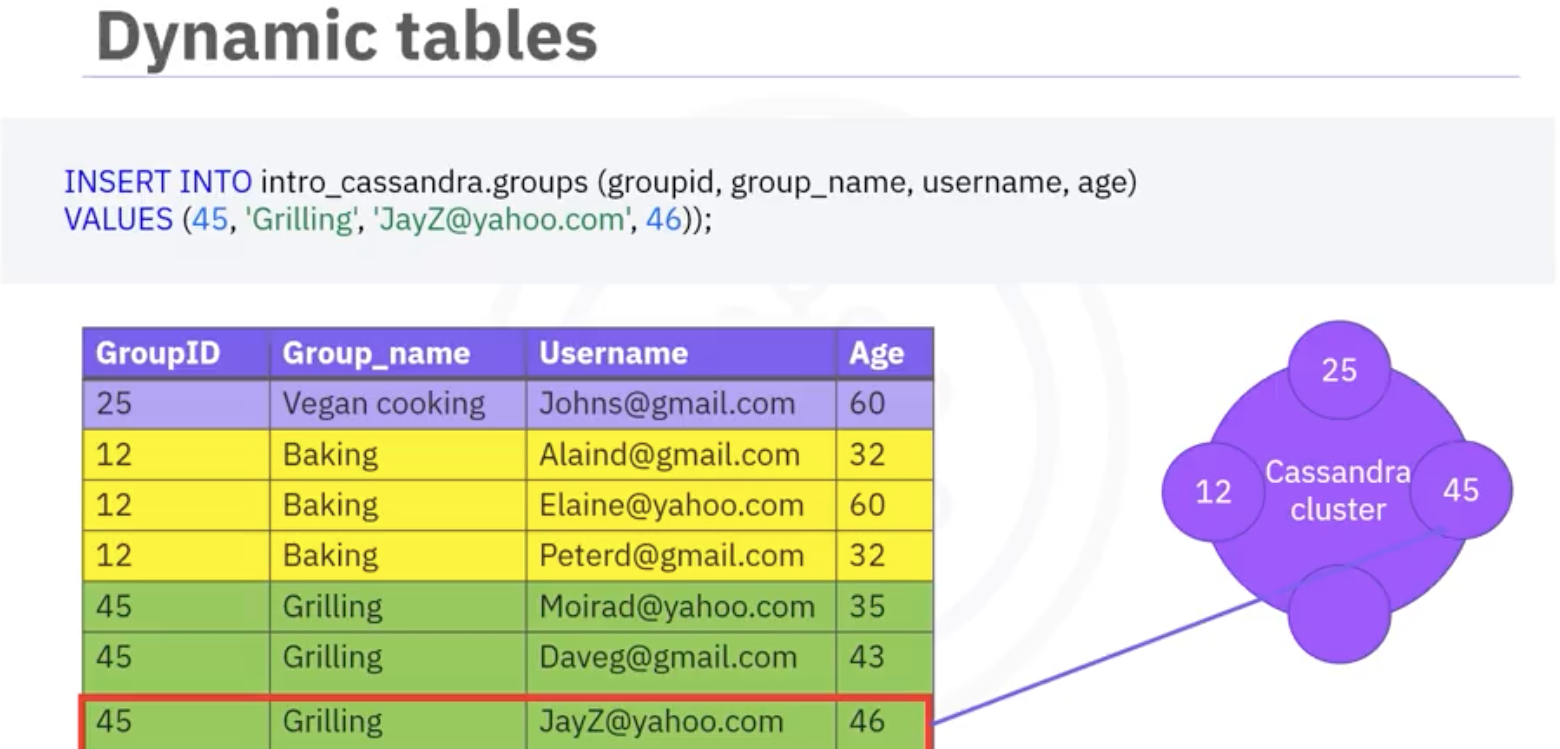 Dynamic tables
INSERT INTO intro_cassandra.groups (groupid, group_name, username, age)
VALUES (45, 'Grilling', 'JayZ@yahoo.com', 46));
GroupID Group_name Username Age
25 Vegan cooking Johns@gmail.com 60
12 Baking Alaind@gmail.com 32
12 Baking Elaine@yahoo.com 60
12 Baking Peterd@gmail.com 32
45 Grilling Moirad@yahoo.com 35
45 Grilling Daveg@gmail.com 43
45 Grilling JayZ@yahoo.com 46
25
12
Cassandra
cluster
45